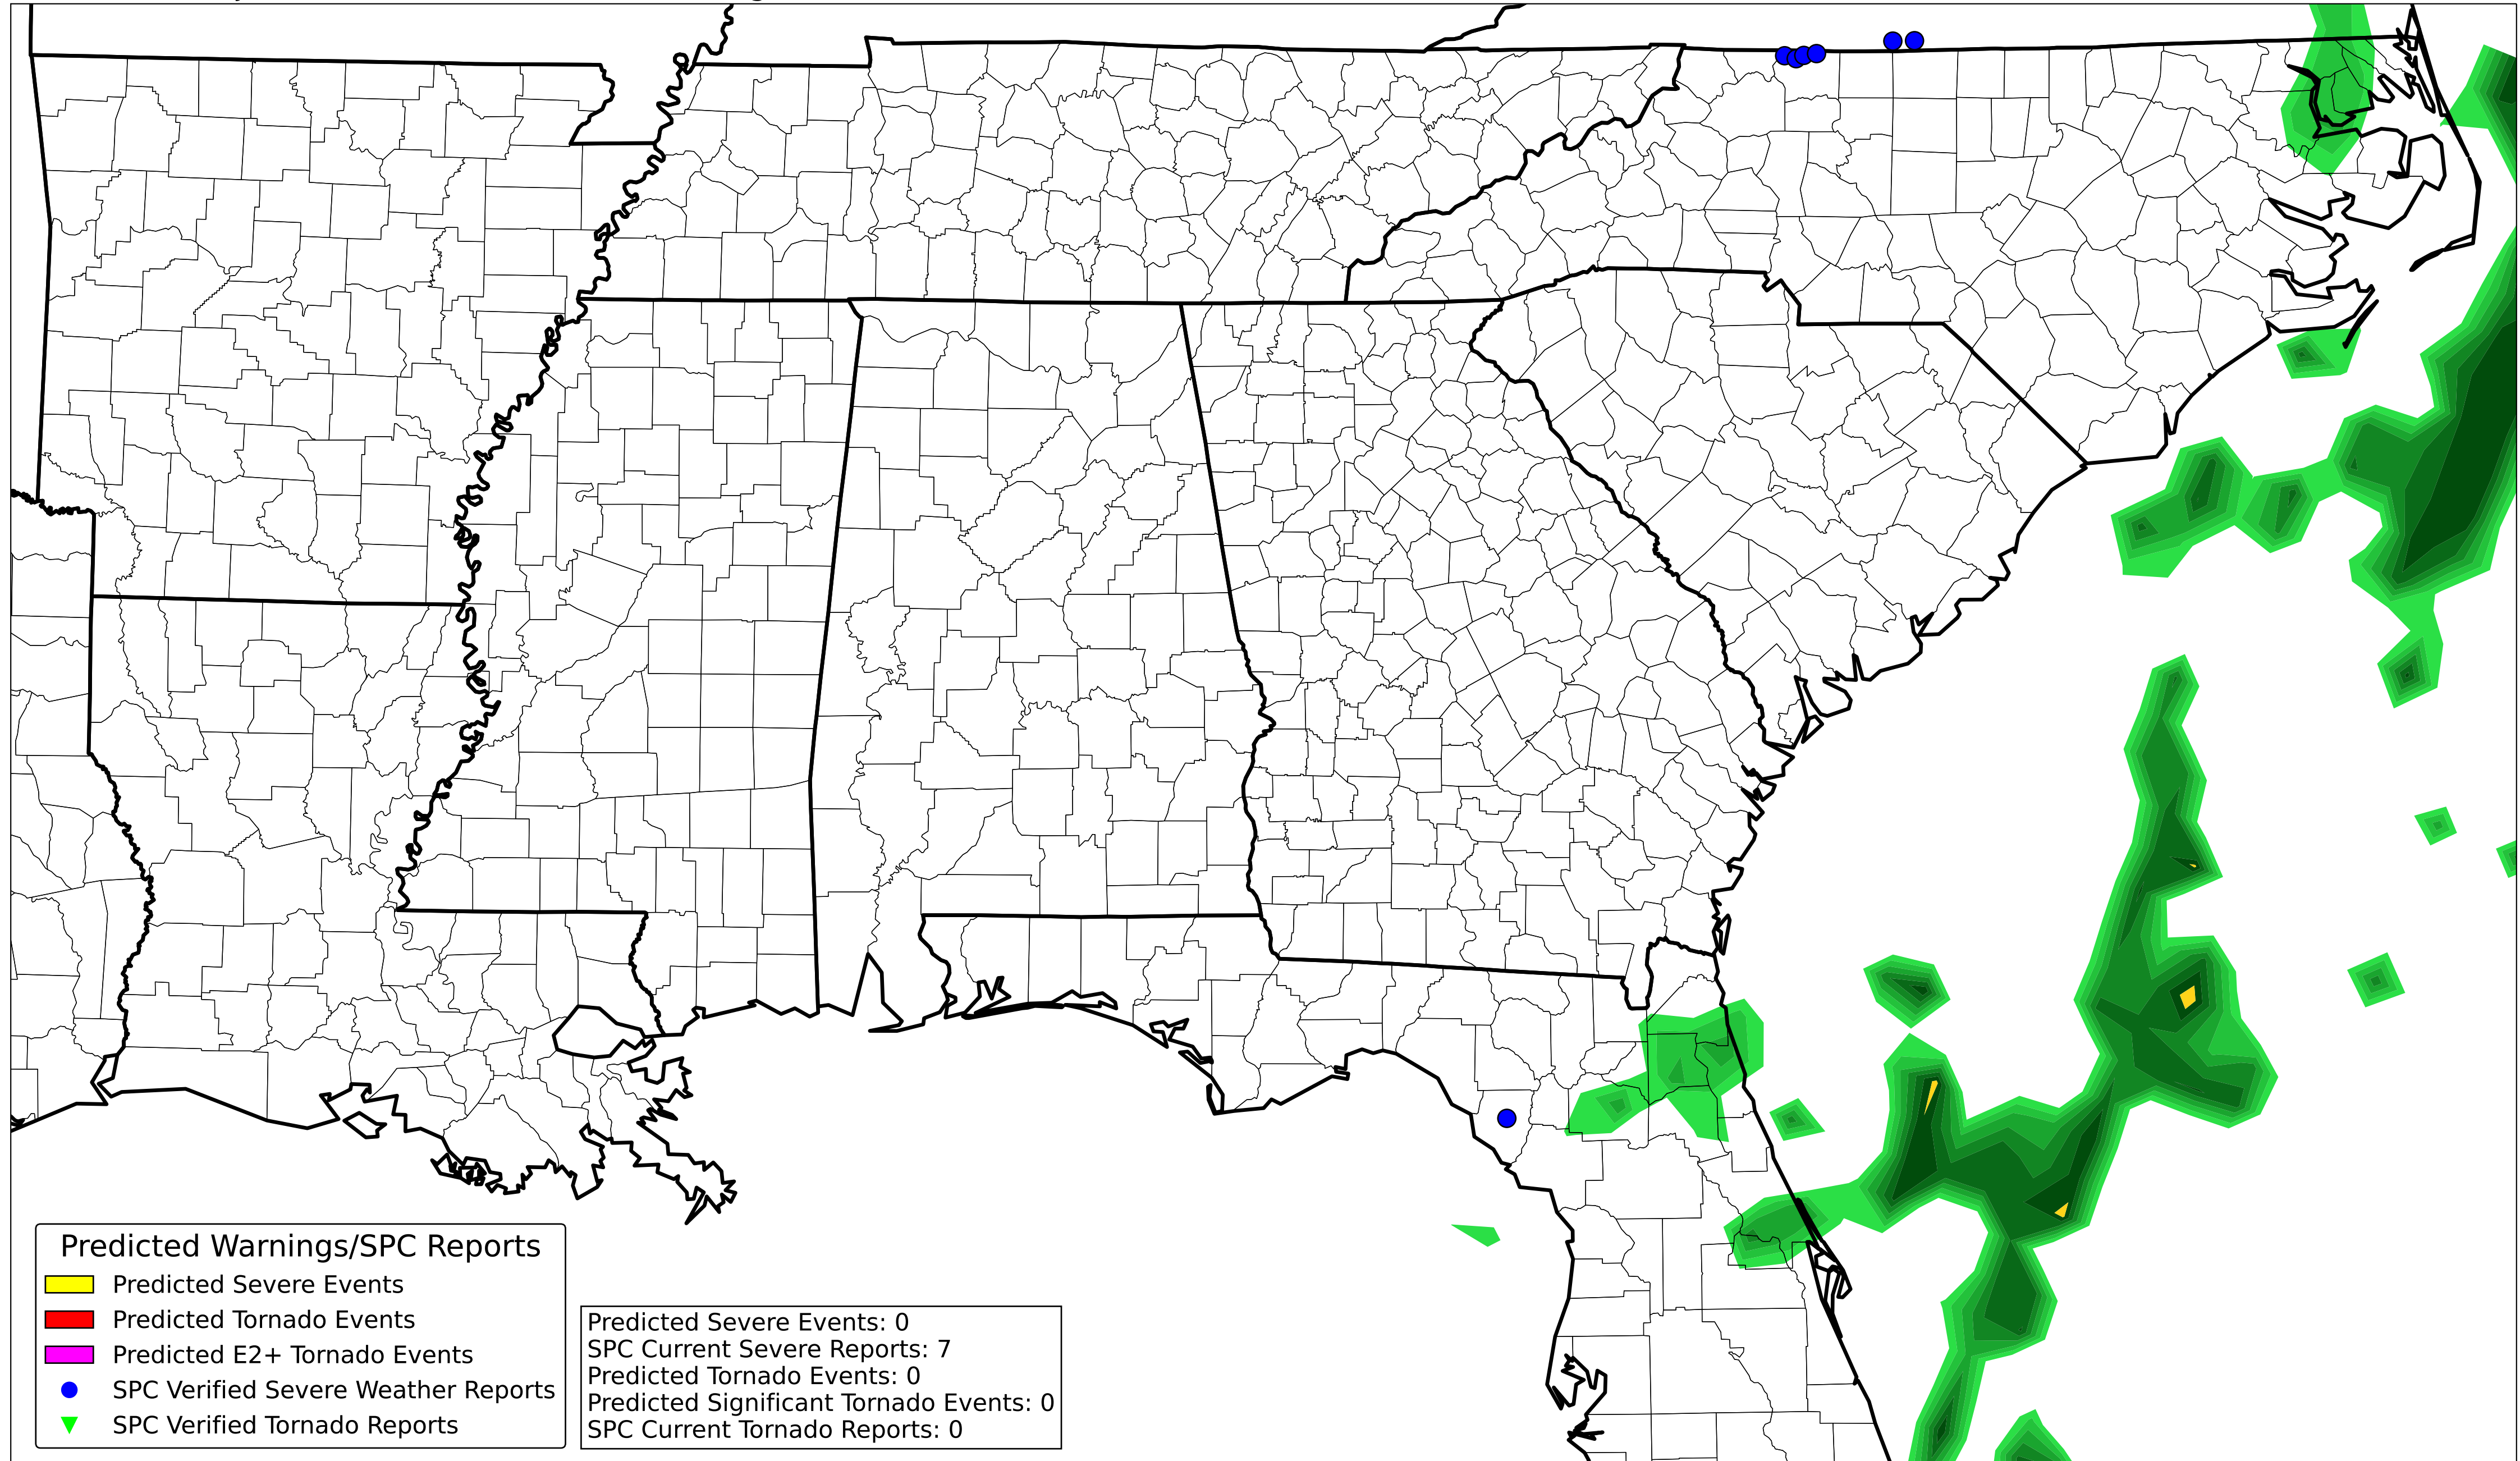 Predicted Warnings/SPC Reports
Predicted Severe Events
Predicted Tornado Events
Predicted E2+ Tornado Events
SPC Verified Severe Weather Reports
SPC Verified Tornado Reports
Predicted Severe Events: 0
SPC Current Severe Reports: 7
Predicted Tornado Events: 0
Predicted Significant Tornado Events: 0
SPC Current Tornado Reports: 0